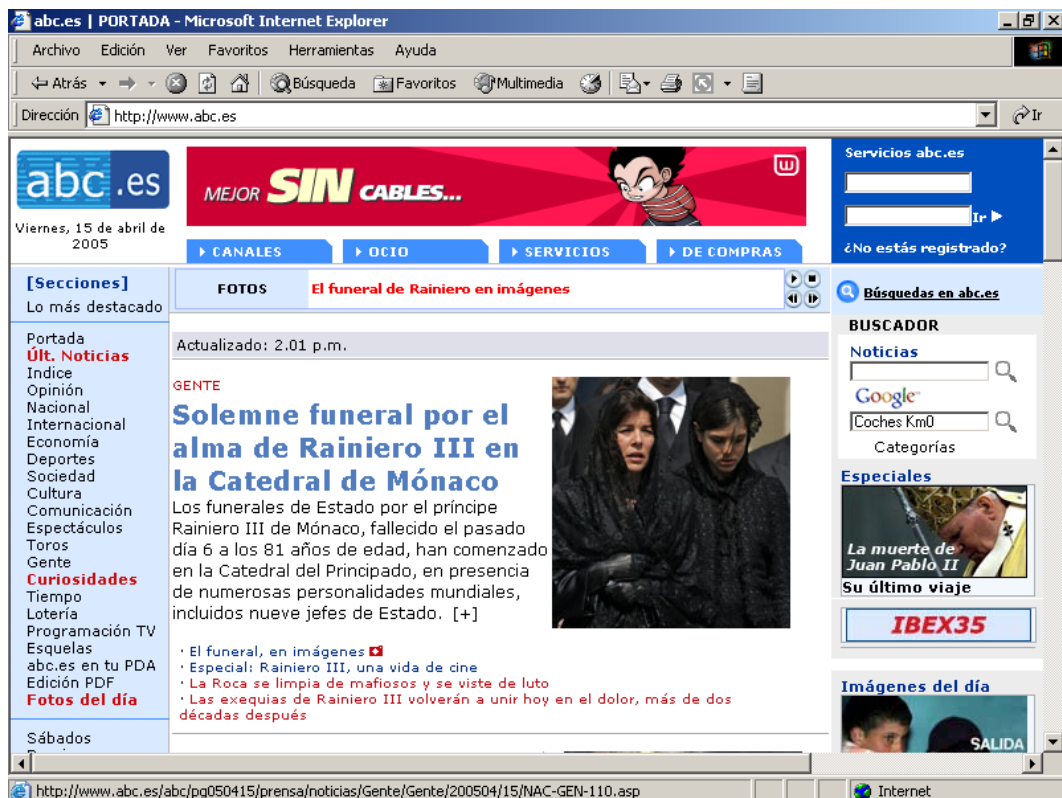 abc.es | PORTADA - Microsoft Internet Explorer
Archivo Edición Ver Favoritos Herramientas Ayuda
Atrás Búsqueda Favoritos Multimedia
Dirección http://www.abc.es Ir
abc.es
Viernes, 15 de abril de
2005
MEJOR SIN CABLES...
w
CANALES OCIO SERVICIOS DE COMPRAS
Servicios abc.es
Ir
¿No estás registrado?
[Secciones]
Lo más destacado
Portada
Últ. Noticias
Indice
Opinión
Nacional
Internacional
Economía
Deportes
Sociedad
Cultura
Comunicación
Espectáculos
Toros
Gente
Curiosidades
Tiempo
Lotería
Programación TV
Esquelas
abc.es en tu PDA
Edición PDF
Fotos del día
Sábados
FOTOS El funeral de Rainiero en imágenes
Actualizado: 2.01 p.m.
GENTE
Solemne funeral por el
alma de Rainiero III en
la Catedral de Mónaco
Los funerales de Estado por el príncipe
Rainiero III de Mónaco, fallecido el pasado
día 6 a los 81 años de edad, han comenzado
en la Catedral del Principado, en presencia
de numerosas personalidades mundiales,
incluidos nueve jefes de Estado. [+]
· El funeral, en imágenes
· Especial: Rainiero III, una vida de cine
· La Roca se limpia de mafiosos y se viste de luto
· Las exequias de Rainiero III volverán a unir hoy en el dolor, más de dos
décadas después
Búsquedas en abc.es
BUSCADOR
Noticias
Google
Coches Km0
Categorías
Especiales
La muerte de
Juan Pablo II
Su último viaje
IBEX35
Imágenes del día
SALIDA
http://www.abc.es/abc/pg050415/prensa/noticias/Gente/Gente/200504/15/NAC-GEN-110.asp
Internet